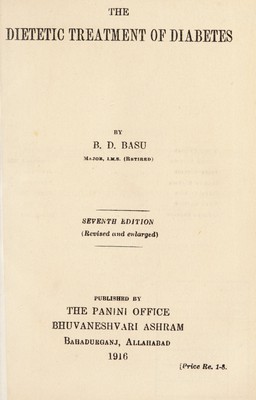 THE
DIETETIC TREATMENT OF DIABETES
BY
B. D. BASU
MAJOR, I.M.S. (RETIRED)
SEVENTH EDITION
(Revised and enlarged)
PUBLISHED BY
THE PANINI OFFICE
BHUVANESHVARI ASHRAM
BAHADURGANJ, ALLAHABAD
1916
[Price Re. 1-8.